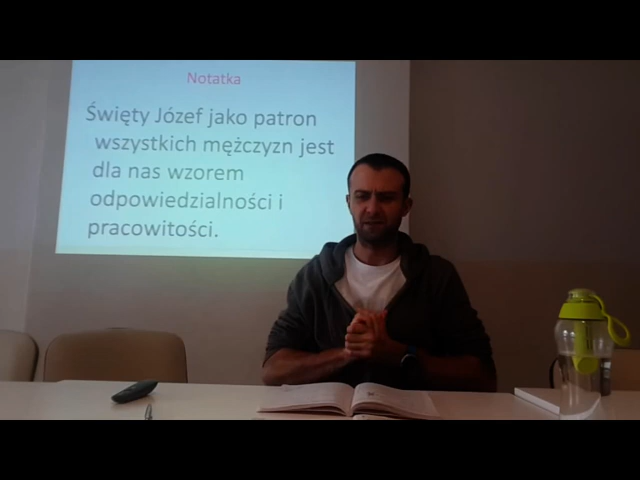 Notatka
Święty Józef jako patron
wszystkich mężczyzn jest
dla nas wzorem
odpowiedzialności i
pracowitości.